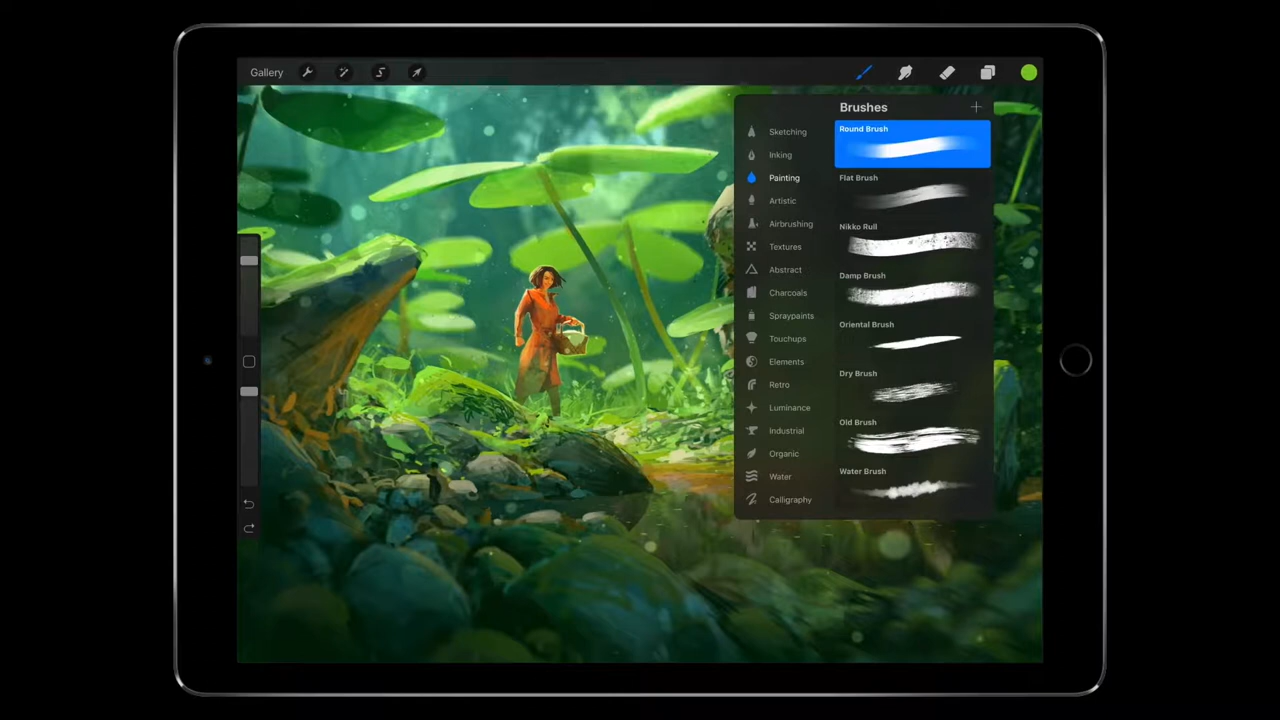 Gallery
Brushes
Sketching
Inking
Painting
Artistic
Airbrushing
Textures
Abstract
Charcoals
Spraypaints
Touchups
Elements
Retro
Luminance
Industrial
Organic
Water
Calligraphy
Round Brush
Flat Brush
Nikko Rull
Damp Brush
Oriental Brush
Dry Brush
Old Brush
Water Brush